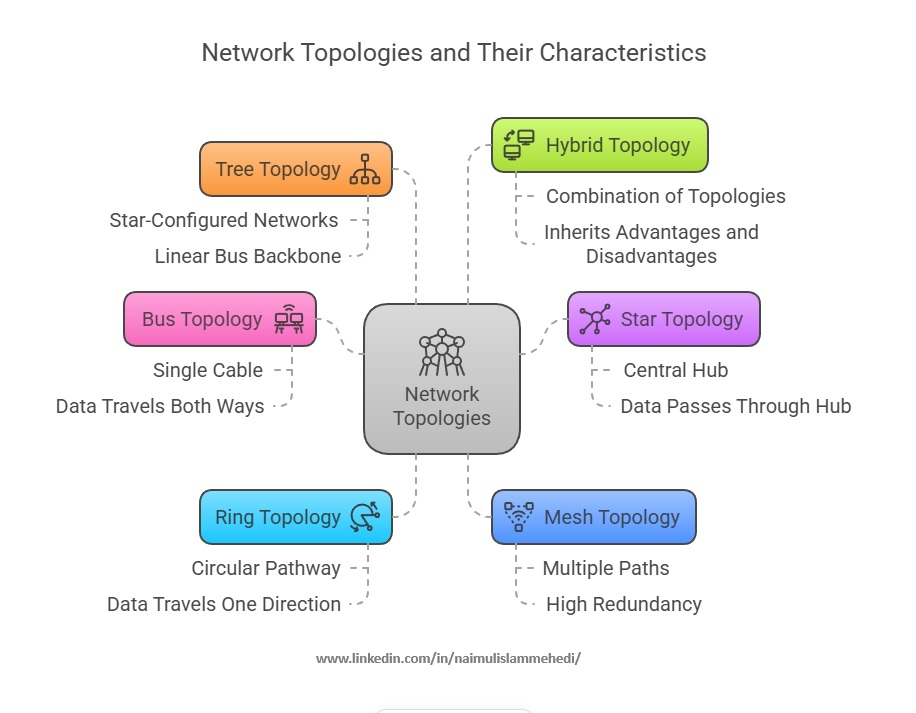 Network Topologies and Their Characteristics
Tree Topology
Star-Configured Networks
Linear Bus Backbone
Hybrid Topology
Combination of Topologies
Inherits Advantages and
Disadvantages
Bus Topology
Single Cable
Data Travels Both Ways
Network
Topologies
Star Topology
Central Hub
Data Passes Through Hub
Ring Topology
Circular Pathway
Data Travels One Direction
Mesh Topology
Multiple Paths
High Redundancy
www.linkedin.com/in/naimulislammehedi/